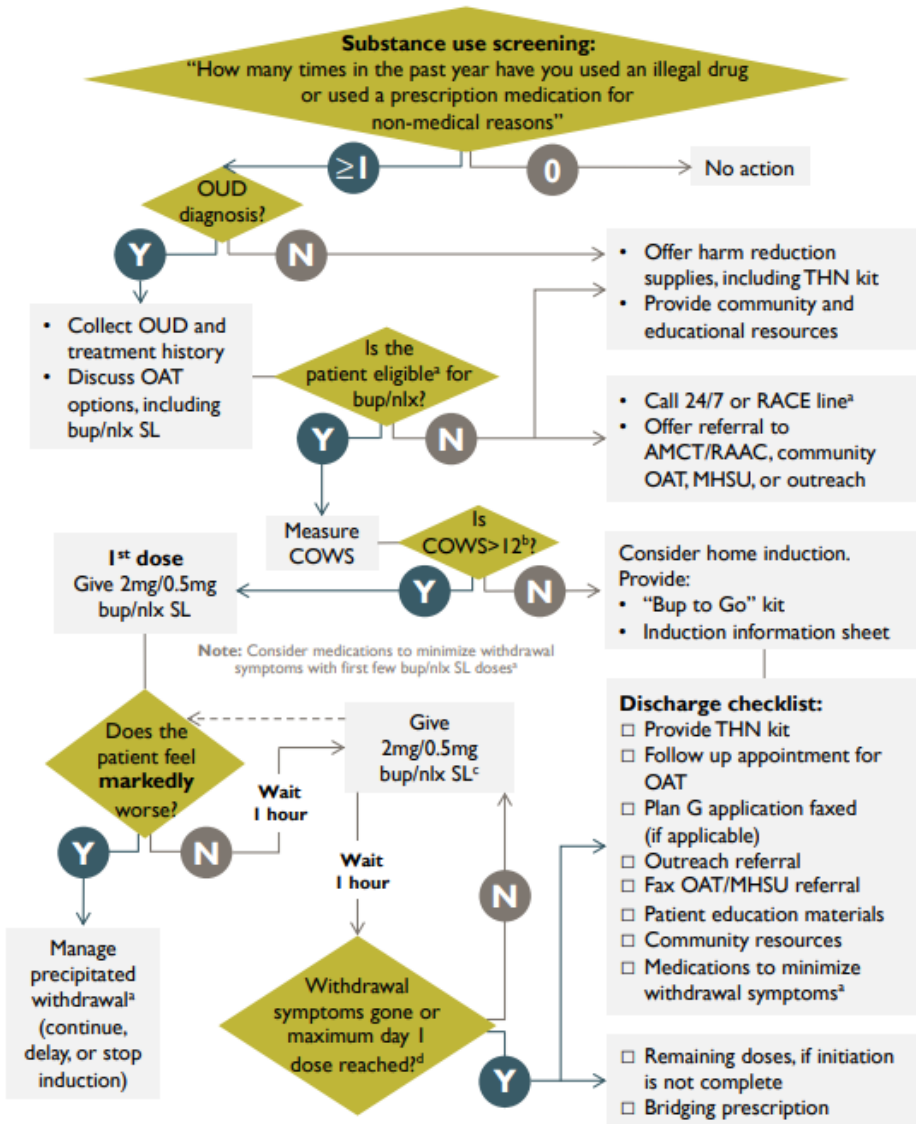 Substance use screening:
“How many times in the past year have you used an illegal drug
or used a prescription medication for
non-medical reasons”
≥1
0
No action
OUD
diagnosis?
Y
N
• Offer harm reduction
supplies, including THN kit
• Provide community and
educational resources
• Collect OUD and
treatment history
• Discuss OAT
options, including
bup/nlx SL
Is the
patient eligibleᵃ for
bup/nlx?
Y
N
• Call 24/7 or RACE lineᵃ
• Offer referral to
AMCT/RAAC, community
OAT, MHSU, or outreach
Measure
COWS
Is
COWS>12ᵇ?
Y
N
Consider home induction.
Provide:
• “Bup to Go” kit
• Induction information sheet
1ˢᵗ dose
Give 2mg/0.5mg
bup/nlx SL
Note: Consider medications to minimize withdrawal
symptoms with first few bup/nlx SL dosesᵃ
Does the
patient feel
markedly
worse?
Y
N
Wait
1 hour
Give
2mg/0.5mg
bup/nlx SLᶜ
Wait
1 hour
N
Manage
precipitated
withdrawalᵃ
(continue,
delay, or stop
induction)
Withdrawal
symptoms gone or
maximum day 1
dose reached?ᵈ
Y
Discharge checklist:
☐ Provide THN kit
☐ Follow up appointment for
OAT
☐ Plan G application faxed
(if applicable)
☐ Outreach referral
☐ Fax OAT/MHSU referral
☐ Patient education materials
☐ Community resources
☐ Medications to minimize
withdrawal symptomsᵃ
☐ Remaining doses, if initiation
is not complete
☐ Bridging prescription